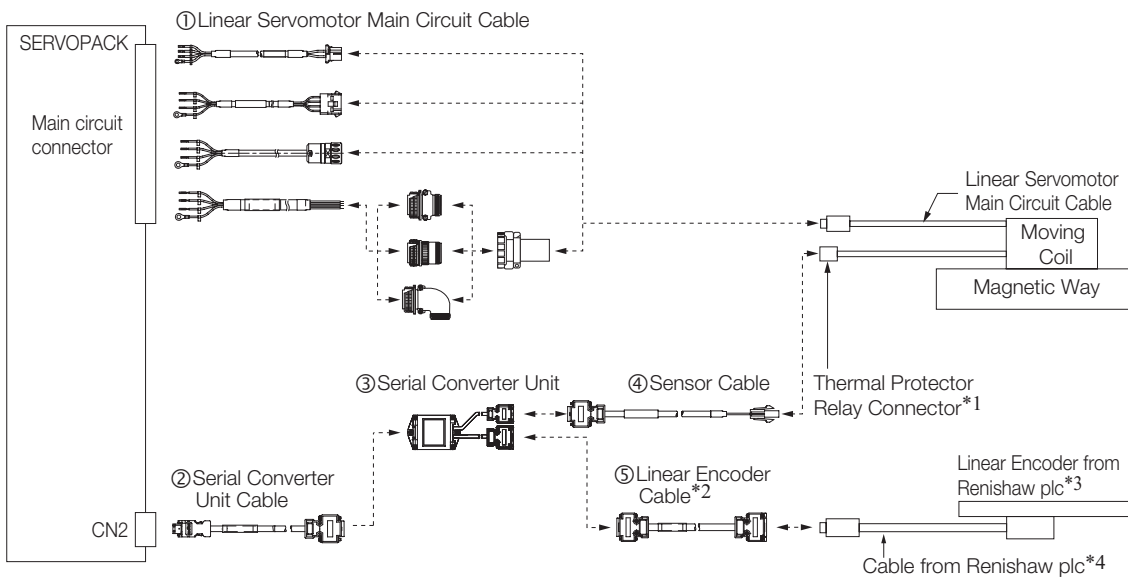 ①Linear Servomotor Main Circuit Cable
SERVOPACK
Main circuit
connector
Linear Servomotor
Main Circuit Cable
Moving
Coil
Magnetic Way
③Serial Converter Unit
④Sensor Cable
Thermal Protector
Relay Connector*1
②Serial Converter
Unit Cable
⑤Linear Encoder
Cable*2
Linear Encoder from
Renishaw plc*3
CN2
Cable from Renishaw plc*4